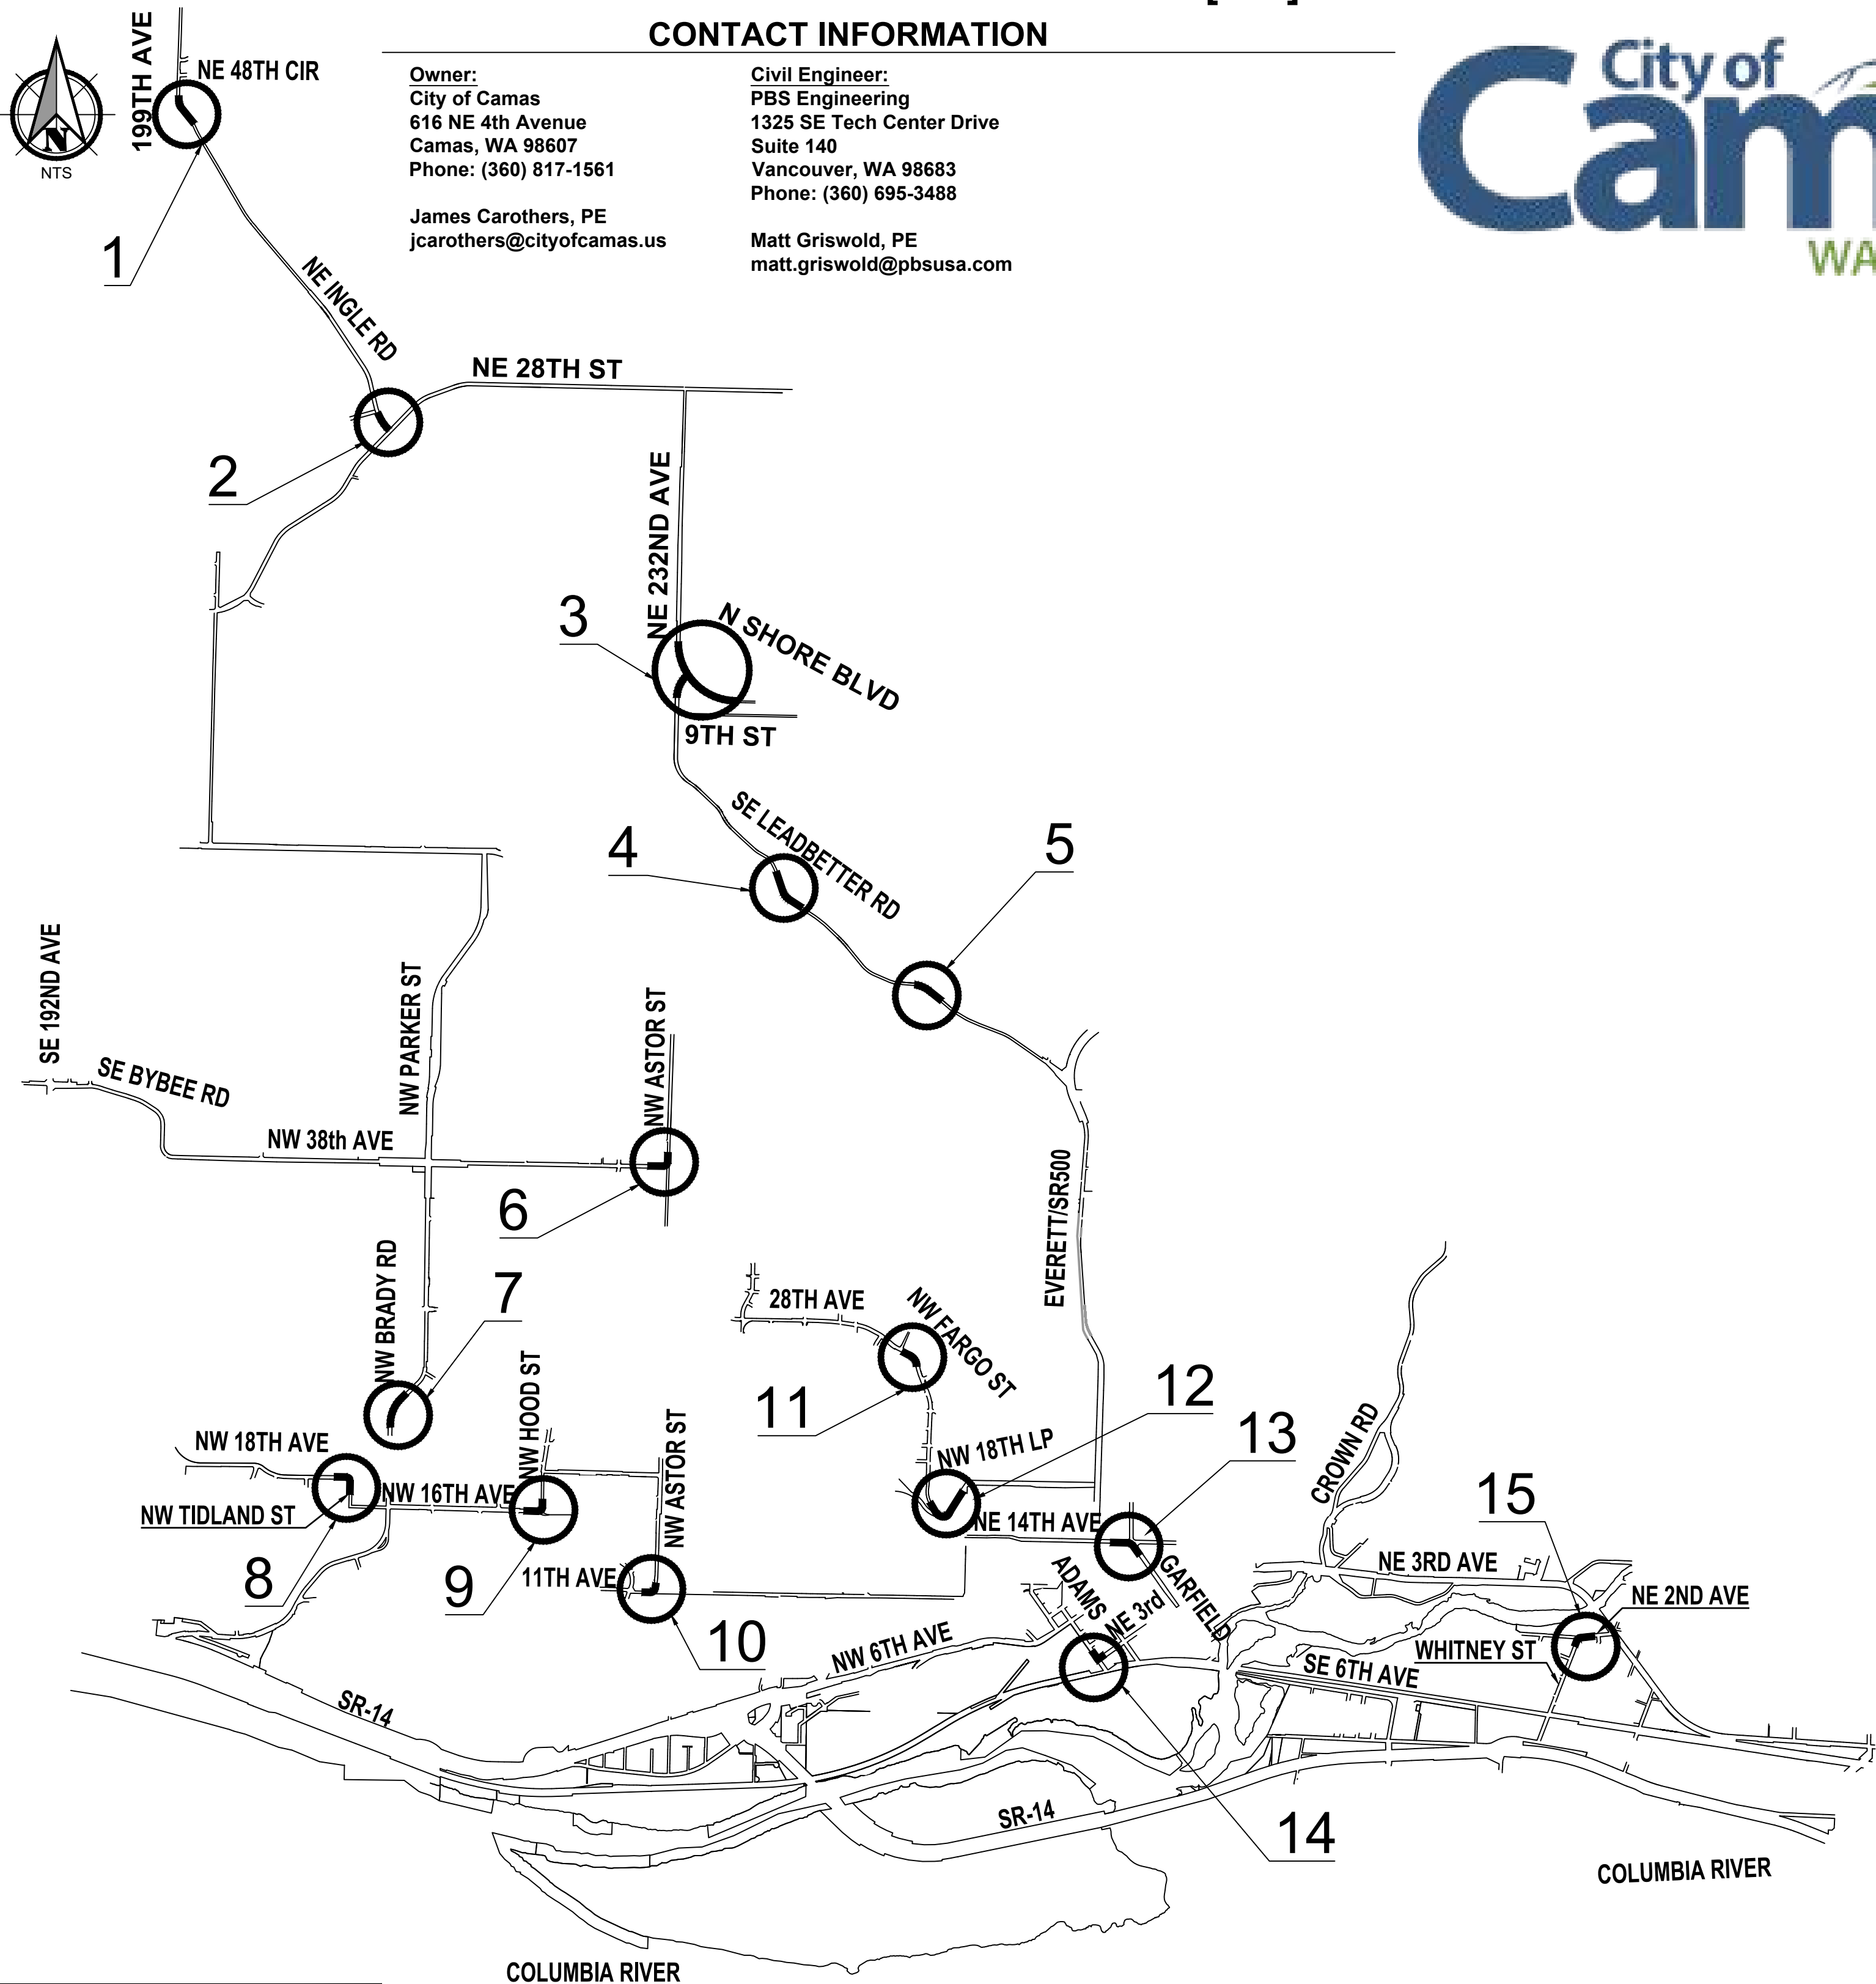 CONTACT INFORMATION
Owner:
City of Camas
616 NE 4th Avenue
Camas, WA 98607
Phone: (360) 817-1561
James Carothers, PE
jcarothers@cityofcamas.us
Civil Engineer:
PBS Engineering
1325 SE Tech Center Drive
Suite 140
Vancouver, WA 98683
Phone: (360) 695-3488
Matt Griswold, PE
matt.griswold@pbsusa.com
City of
Cam
WA
N
NTS
199TH AVE
NE 48TH CIR
1
NE INGLE RD
NE 28TH ST
2
NE 232ND AVE
3
N SHORE BLVD
9TH ST
SE LEADBETTER RD
4
5
SE 192ND AVE
SE BYBEE RD
NW PARKER ST
NW ASTOR ST
NW 38th AVE
6
EVERETT/SR500
NW BRADY RD
7
28TH AVE
NW FARGO ST
11
12
NW HOOD ST
NW 18TH AVE
NW ASTOR ST
NW 18TH LP
13
CROWN RD
NW TIDLAND ST
NW 16TH AVE
NE 14TH AVE
15
8
9
11TH AVE
10
ADAMS
NE 3rd
GARFIELD
NE 3RD AVE
NE 2ND AVE
WHITNEY ST
NW 6TH AVE
SE 6TH AVE
SR-14
SR-14
14
COLUMBIA RIVER
COLUMBIA RIVER